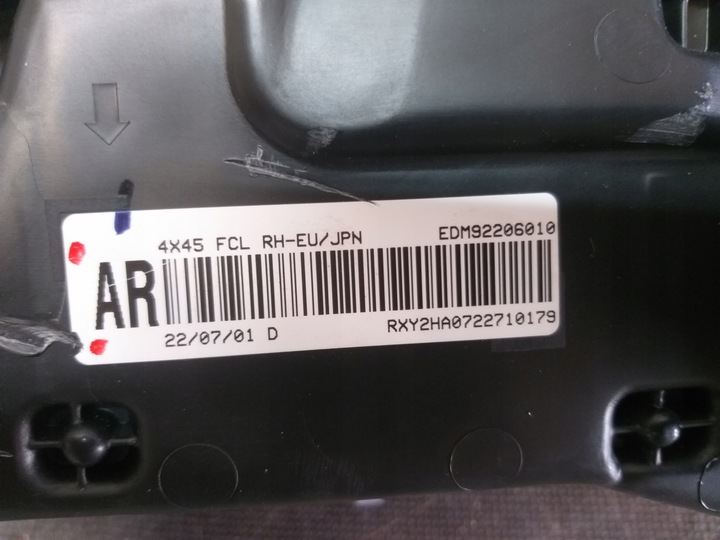 4X45 FCL RH-EU/JPN EDM92206010
AR
22/07/01 D RXY2HA0722710179